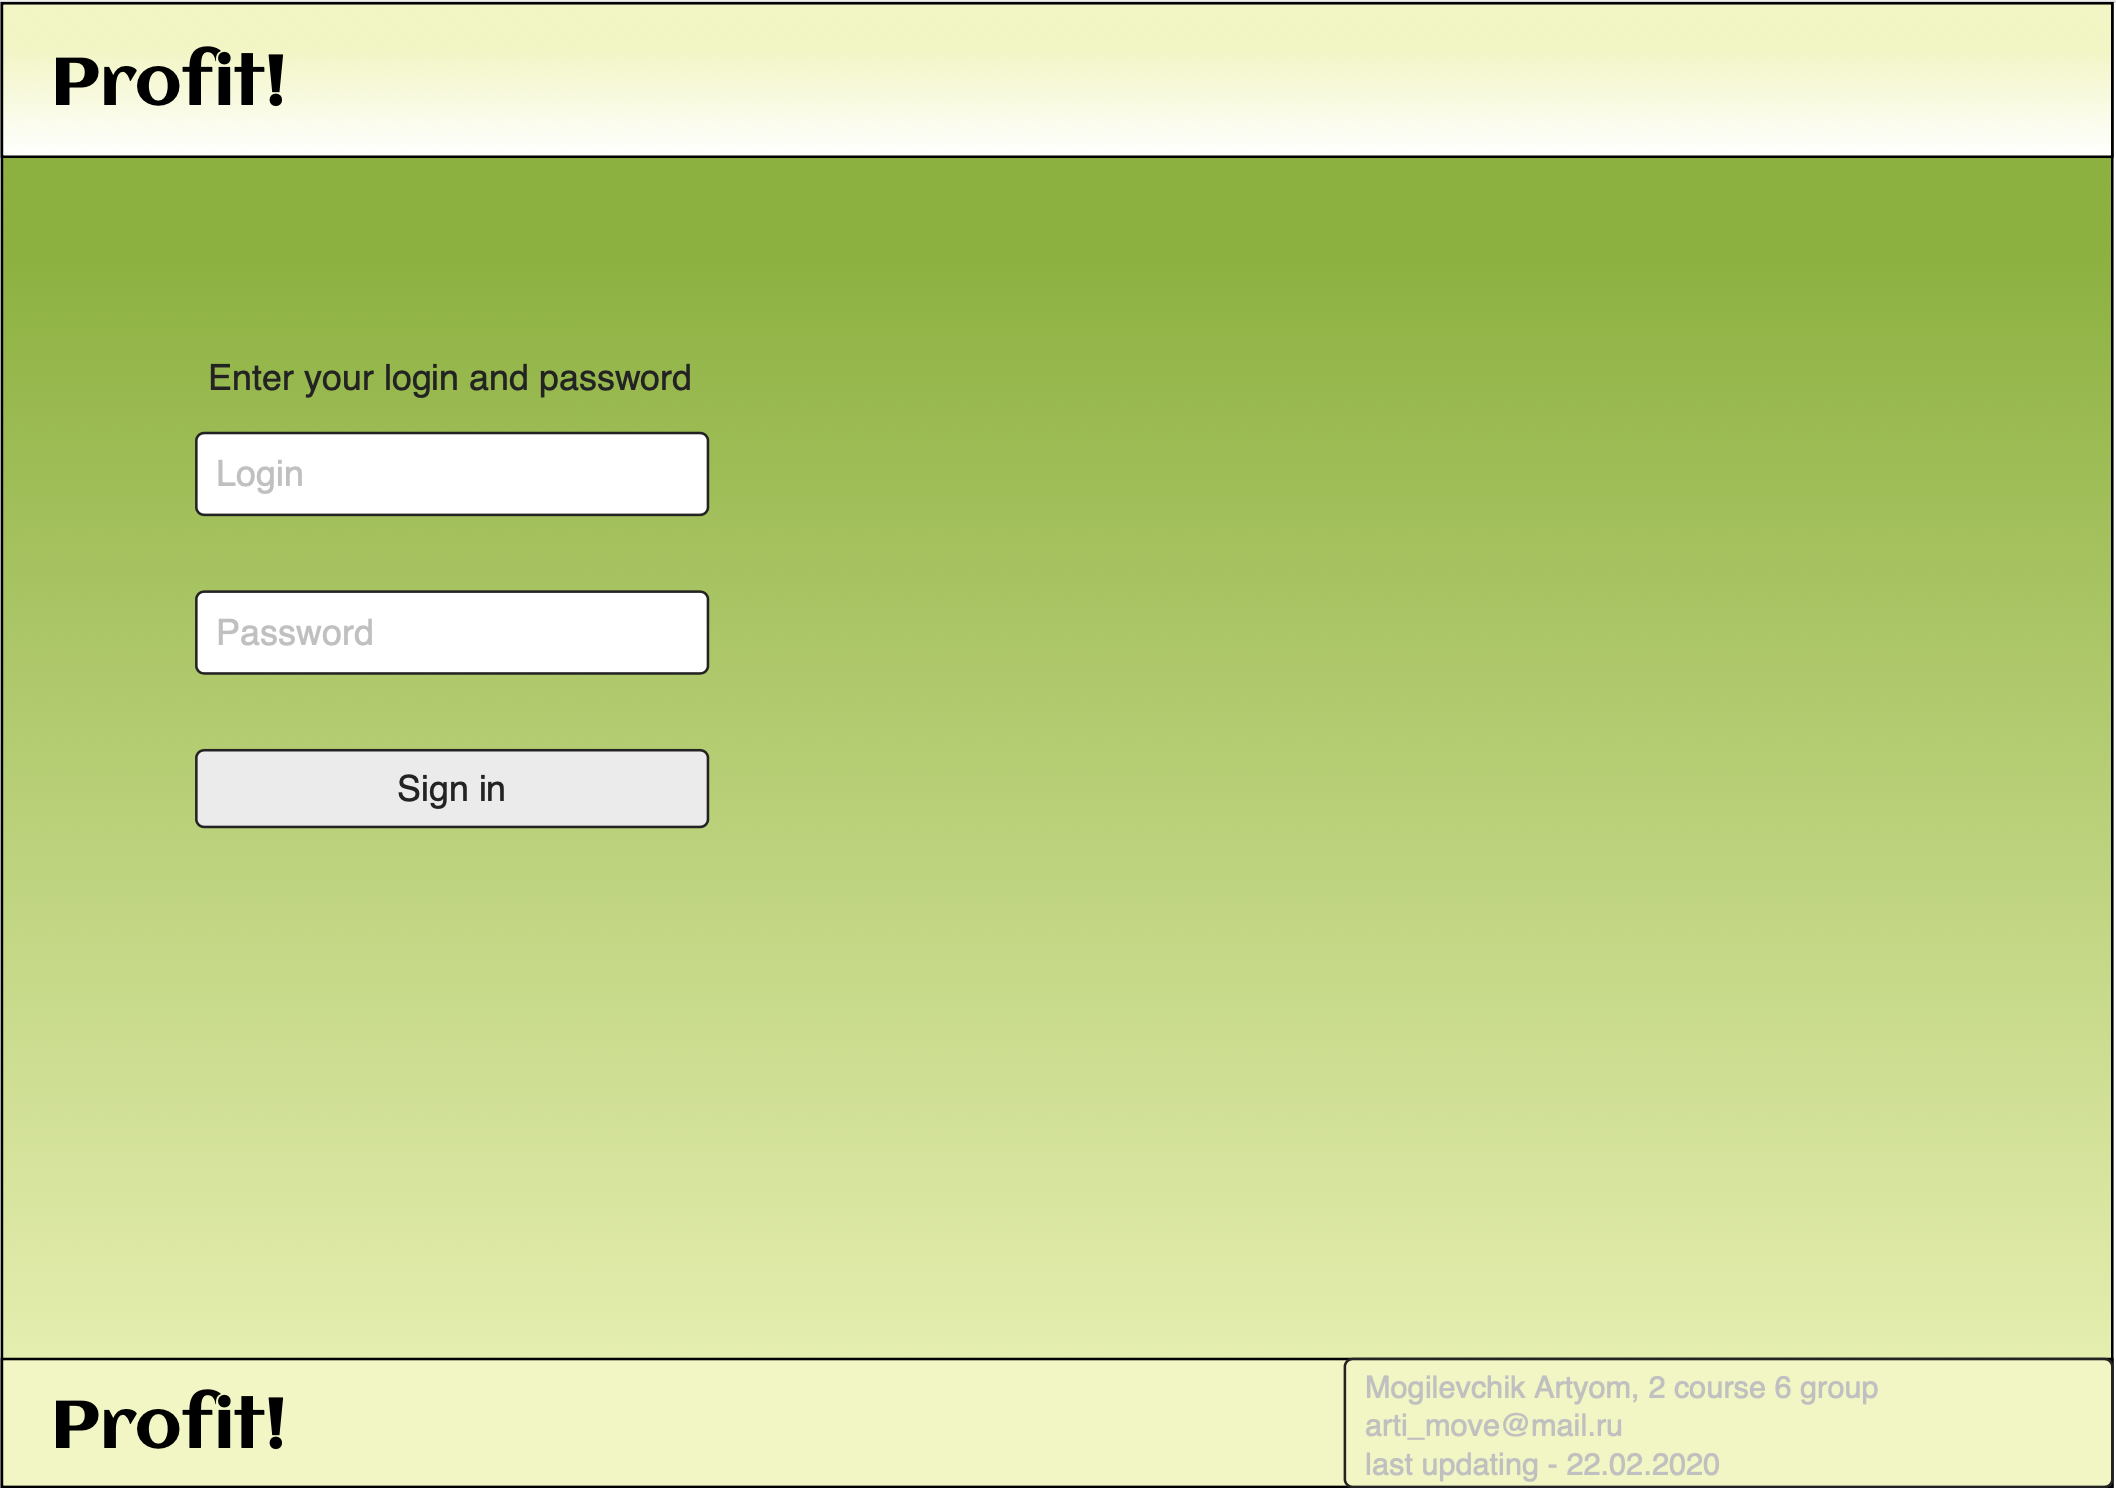 Profit!
Enter your login and password
Login
Password
Sign in
Profit!
Mogilevchik Artyom, 2 course 6 group
arti_move@mail.ru
last updating - 22.02.2020